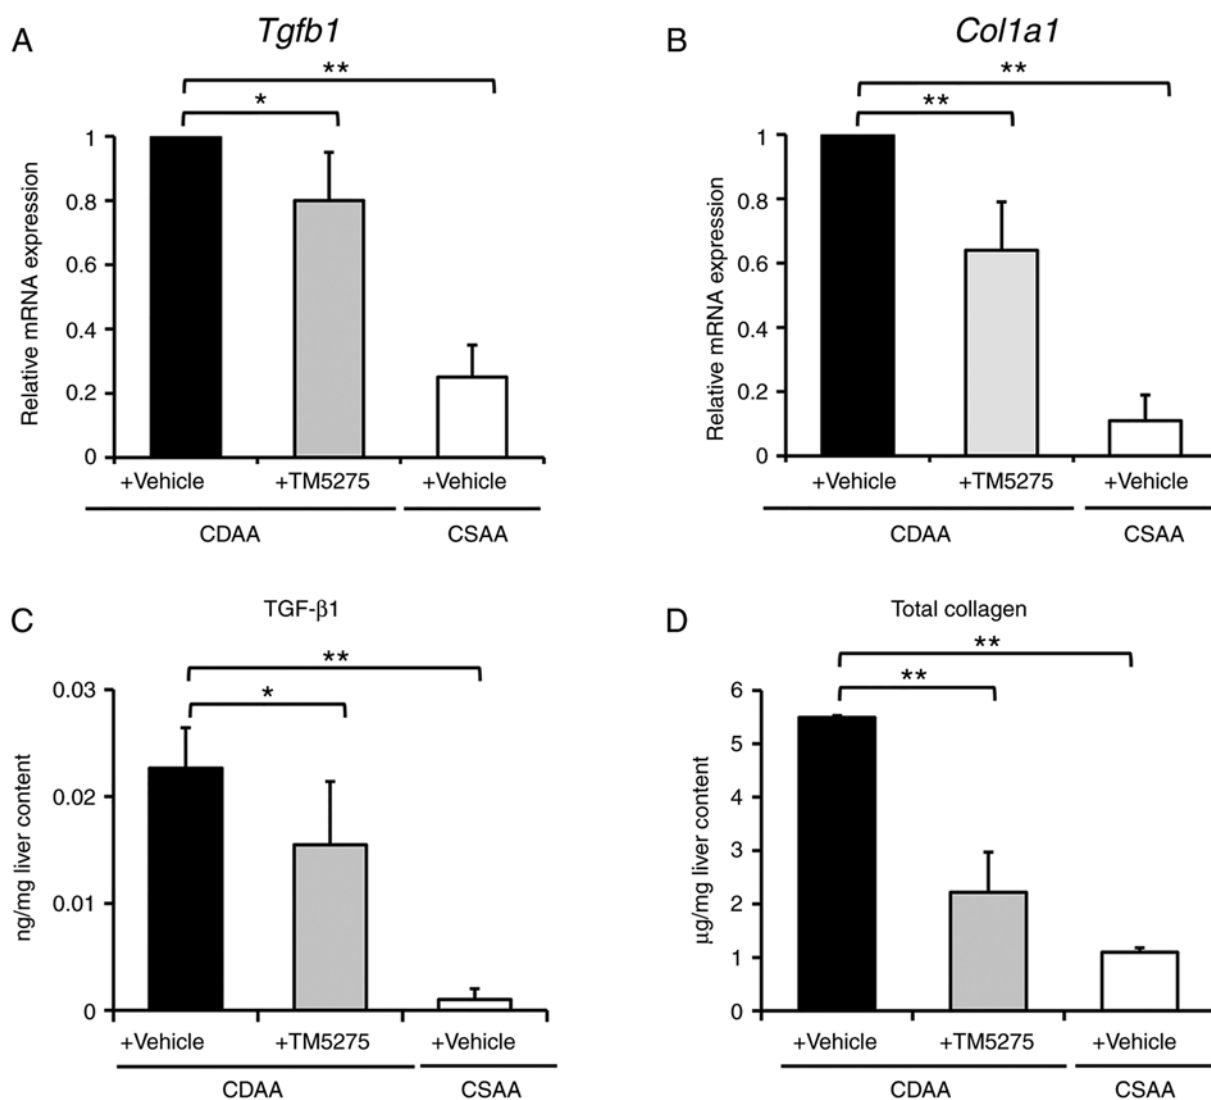 A
Tgfb1
**
*
Relative mRNA expression
1
0.8
0.6
0.4
0.2
0
+Vehicle
+TM5275
+Vehicle
CDAA
CSAA
B
Col1a1
**
**
Relative mRNA expression
1
0.8
0.6
0.4
0.2
0
+Vehicle
+TM5275
+Vehicle
CDAA
CSAA
C
TGF-β1
**
*
ng/mg liver content
0.03
0.02
0.01
0
+Vehicle
+TM5275
+Vehicle
CDAA
CSAA
D
Total collagen
**
**
μg/mg liver content
6
5
4
3
2
1
0
+Vehicle
+TM5275
+Vehicle
CDAA
CSAA